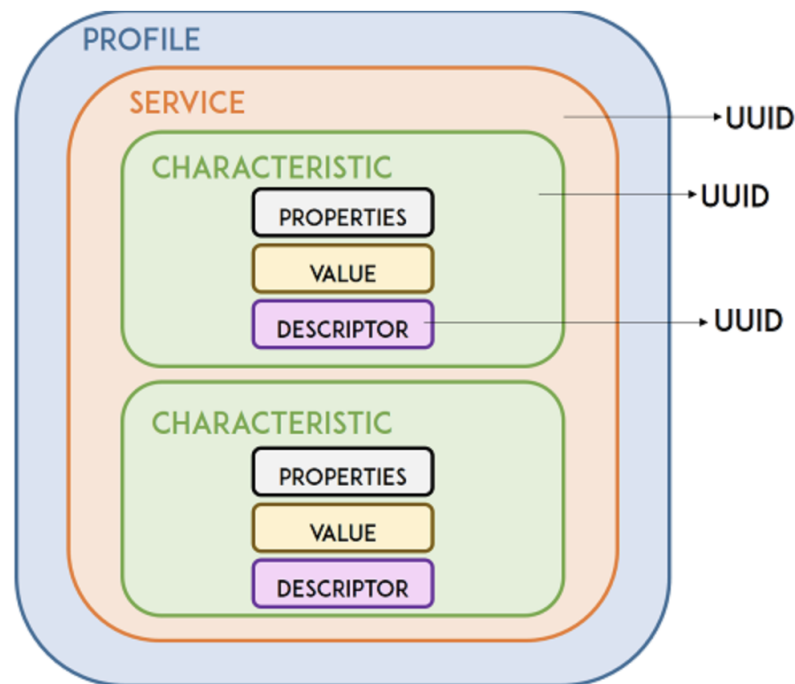 PROFILE
SERVICE
UUID
CHARACTERISTIC
UUID
PROPERTIES
VALUE
DESCRIPTOR
UUID
CHARACTERISTIC
PROPERTIES
VALUE
DESCRIPTOR